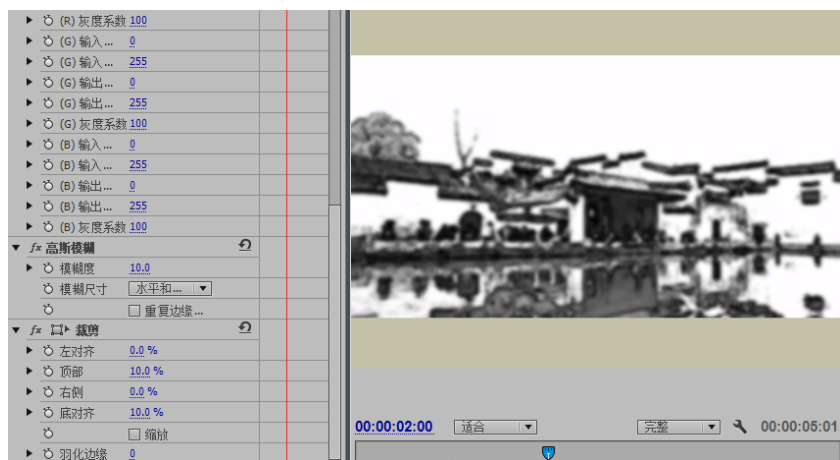 (R) 灰度系数 100
(G) 输入... 0
(G) 输入... 255
(G) 输出... 0
(G) 输出... 255
(G) 灰度系数 100
(B) 输入... 0
(B) 输入... 255
(B) 输出... 0
(B) 输出... 255
(B) 灰度系数 100
fx 高斯模糊
模糊度 10.0
模糊尺寸 水平和...
重复边缘...
fx 裁剪
左对齐 0.0 %
顶部 10.0 %
右侧 0.0 %
底对齐 10.0 %
缩放
羽化边缘 0
00:00:02:00 适合 完整 00:00:05:01